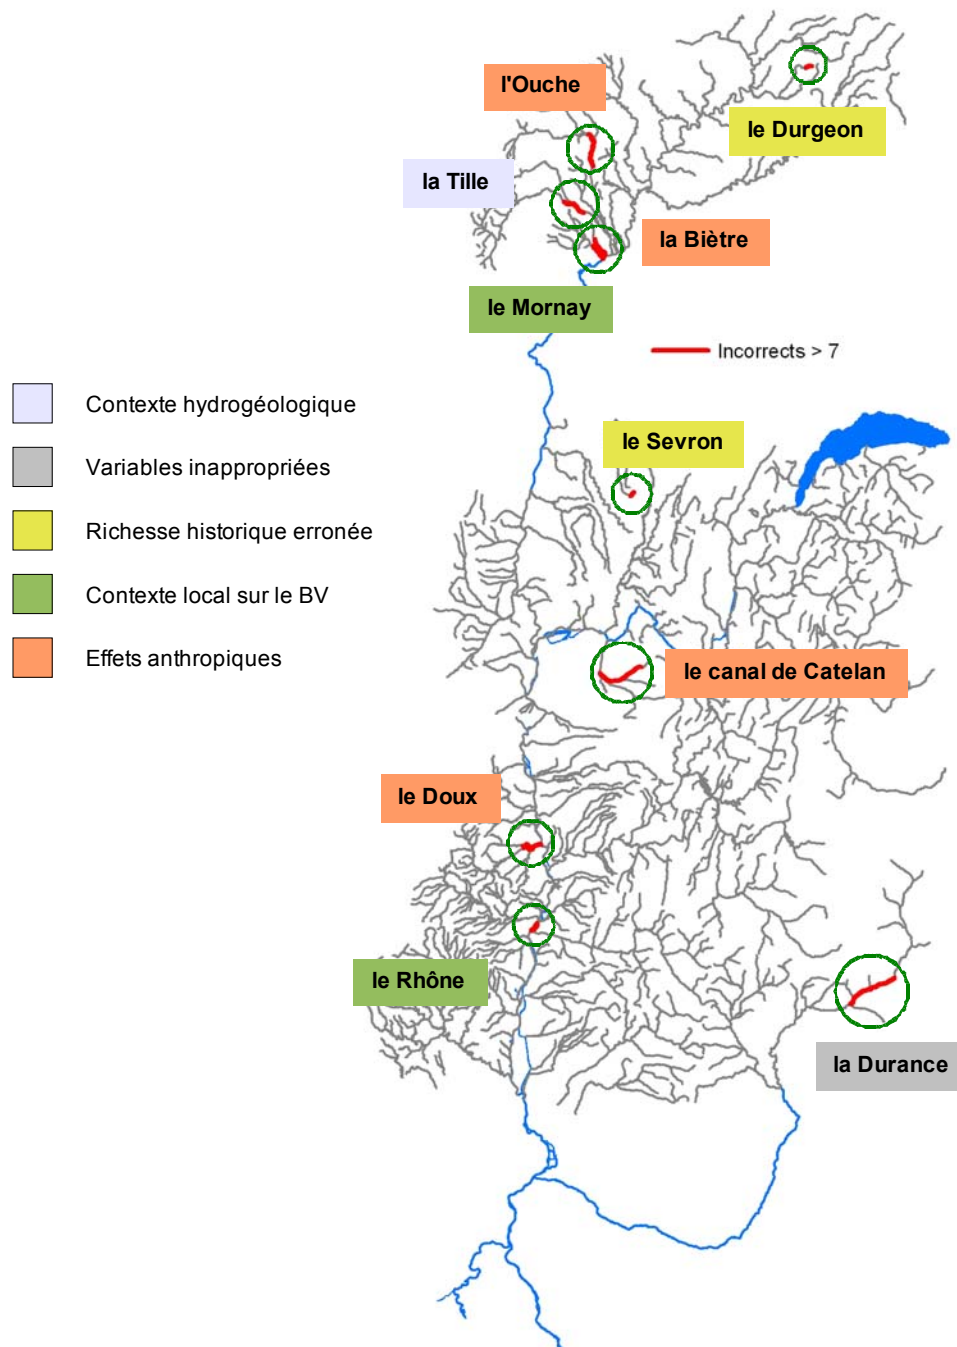 l'Ouche
le Durgeon
la Tille
la Biètre
le Mornay
Incorrects > 7
Contexte hydrogéologique
Variables inappropriées
Richesse historique erronée
Contexte local sur le BV
Effets anthropiques
le Sevron
le canal de Catelan
le Doux
le Rhône
la Durance